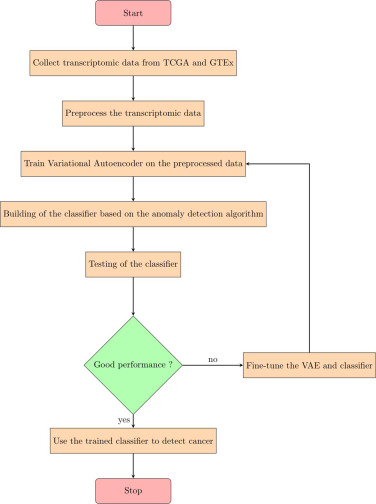 Start
Collect transcriptomic data from TCGA and GTEx
Preprocess the transcriptomic data
Train Variational Autoencoder on the preprocessed data
Building of the classifier based on the anomaly detection algorithm
Testing of the classifier
Good performance ?
no
Fine-tune the VAE and classifier
yes
Use the trained classifier to detect cancer
Stop